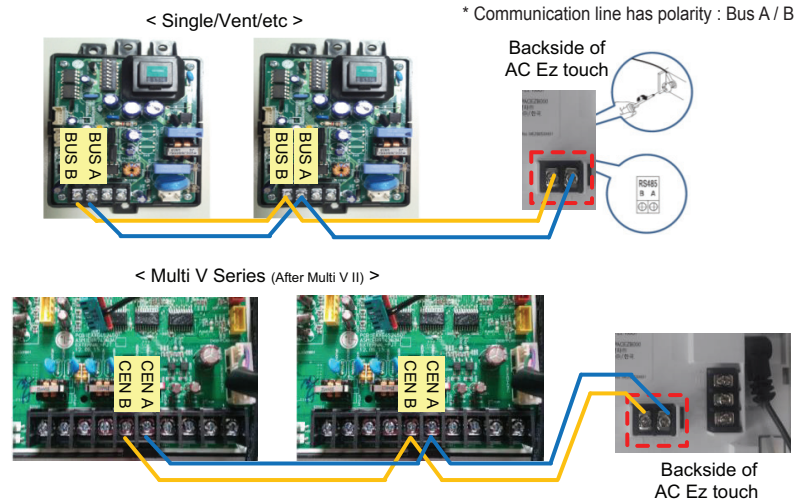 < Single/Vent/etc >
* Communication line has polarity : Bus A / B
Backside of
AC Ez touch
BUS B
BUS A
BUS B
BUS A
RS485
B A
< Multi V Series (After Multi V II) >
CEN B
CEN A
CEN B
CEN A
Backside of
AC Ez touch